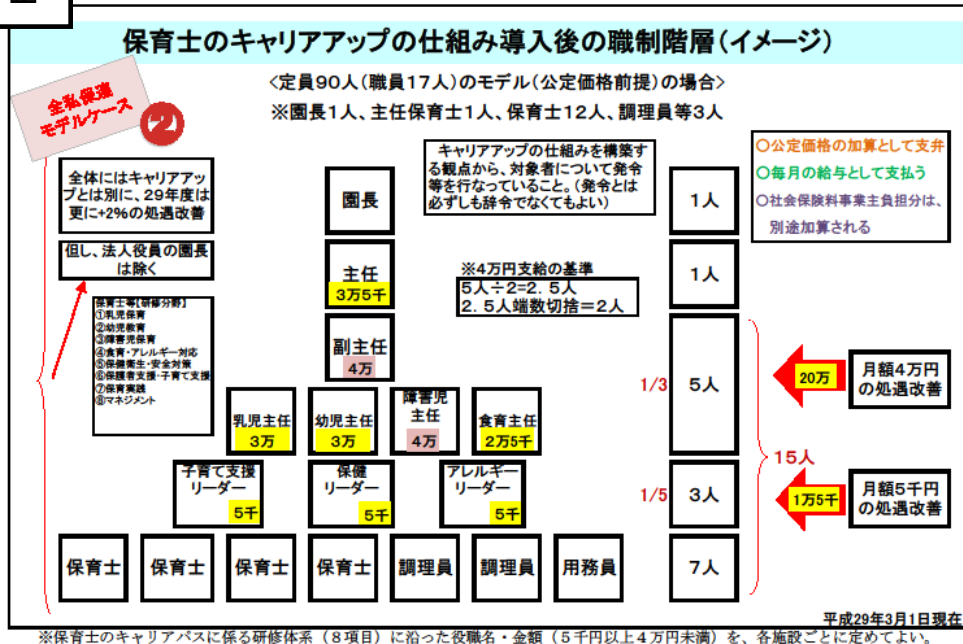 保育士のキャリアアップの仕組み導入後の職制階層(イメージ)
<定員90人(職員17人)のモデル(公定価格前提)の場合>
※園長1人、主任保育士1人、保育士12人、調理員等3人
全私保連
モデルケース
②
全体にはキャリアアッ
プとは別に、29年度は
更に+2%の処遇改善
但し、法人役員の園長
は除く
保育士等【研修分野】
①乳児保育
②幼児教育
③障害児保育
④食育・アレルギー対応
⑤保健衛生・安全対策
⑥保護者支援・子育て支援
⑦保育実践
⑧マネジメント
キャリアアップの仕組みを構築す
る観点から、対象者について発令
等を行なっていること。(発令とは
必ずしも辞令でなくてもよい)
○公定価格の加算として支弁
○毎月の給与として支払う
○社会保険料事業主負担分は、
別途加算される
園長
1人
主任
3万5千
※4万円支給の基準
5人÷2=2.5人
2.5人端数切捨=2人
1人
副主任
4万
乳児主任
3万
幼児主任
3万
障害児
主任
4万
食育主任
2万5千
1/3
5人
20万
月額4万円
の処遇改善
子育て支援
リーダー
5千
保健
リーダー
5千
アレルギー
リーダー
5千
1/5
3人
15人
1万5千
月額5千円
の処遇改善
保育士
保育士
保育士
保育士
調理員
調理員
用務員
7人
平成29年3月1日現在
※保育士のキャリアパスに係る研修体系(8項目)に沿った役職名・金額(5千円以上4万円未満)を、各施設ごとに定めてよい。